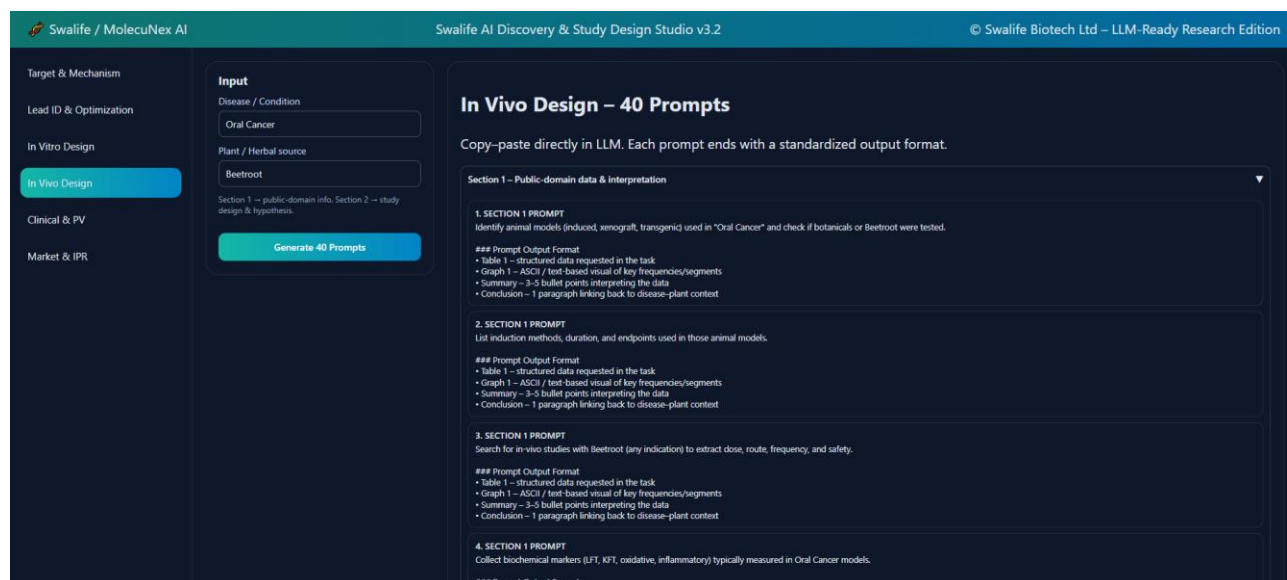 Swalife / MolecuNex AI
Swalife AI Discovery & Study Design Studio v3.2
© Swalife Biotech Ltd – LLM-Ready Research Edition
Target & Mechanism
Lead ID & Optimization
In Vitro Design
In Vivo Design
Clinical & PV
Market & IPR
Input
Disease / Condition
Oral Cancer
Plant / Herbal source
Beetroot
Section 1 → public-domain info. Section 2 → study
design & hypothesis.
Generate 40 Prompts
In Vivo Design – 40 Prompts
Copy–paste directly in LLM. Each prompt ends with a standardized output format.
Section 1 – Public-domain data & interpretation
1. SECTION 1 PROMPT
Identify animal models (induced, xenograft, transgenic) used in "Oral Cancer" and check if botanicals or Beetroot were tested.
### Prompt Output Format
• Table 1 – structured data requested in the task
• Graph 1 – ASCII / text-based visual of key frequencies/segments
• Summary – 3–5 bullet points interpreting the data
• Conclusion – 1 paragraph linking back to disease–plant context
2. SECTION 1 PROMPT
List induction methods, duration, and endpoints used in those animal models.
### Prompt Output Format
• Table 1 – structured data requested in the task
• Graph 1 – ASCII / text-based visual of key frequencies/segments
• Summary – 3–5 bullet points interpreting the data
• Conclusion – 1 paragraph linking back to disease–plant context
3. SECTION 1 PROMPT
Search for in-vivo studies with Beetroot (any indication) to extract dose, route, frequency, and safety.
### Prompt Output Format
• Table 1 – structured data requested in the task
• Graph 1 – ASCII / text-based visual of key frequencies/segments
• Summary – 3–5 bullet points interpreting the data
• Conclusion – 1 paragraph linking back to disease–plant context
4. SECTION 1 PROMPT
Collect biochemical markers (LFT, KFT, oxidative, inflammatory) typically measured in Oral Cancer models.